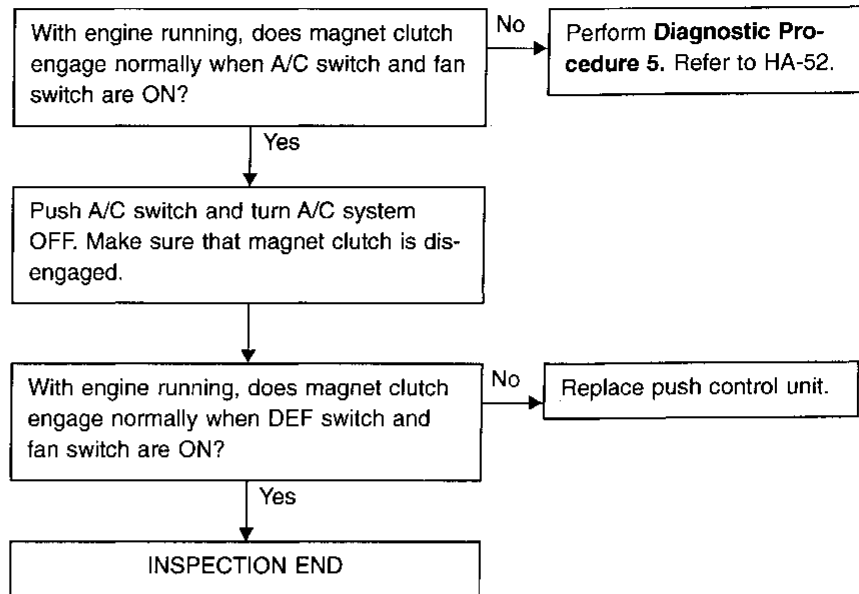 With engine running, does magnet clutch
engage normally when A/C switch and fan
switch are ON?
No
Perform Diagnostic Pro-
cedure 5. Refer to HA-52.
Yes
Push A/C switch and turn A/C system
OFF. Make sure that magnet clutch is dis-
engaged.
With engine running, does magnet clutch
engage normally when DEF switch and
fan switch are ON?
No
Replace push control unit.
Yes
INSPECTION END